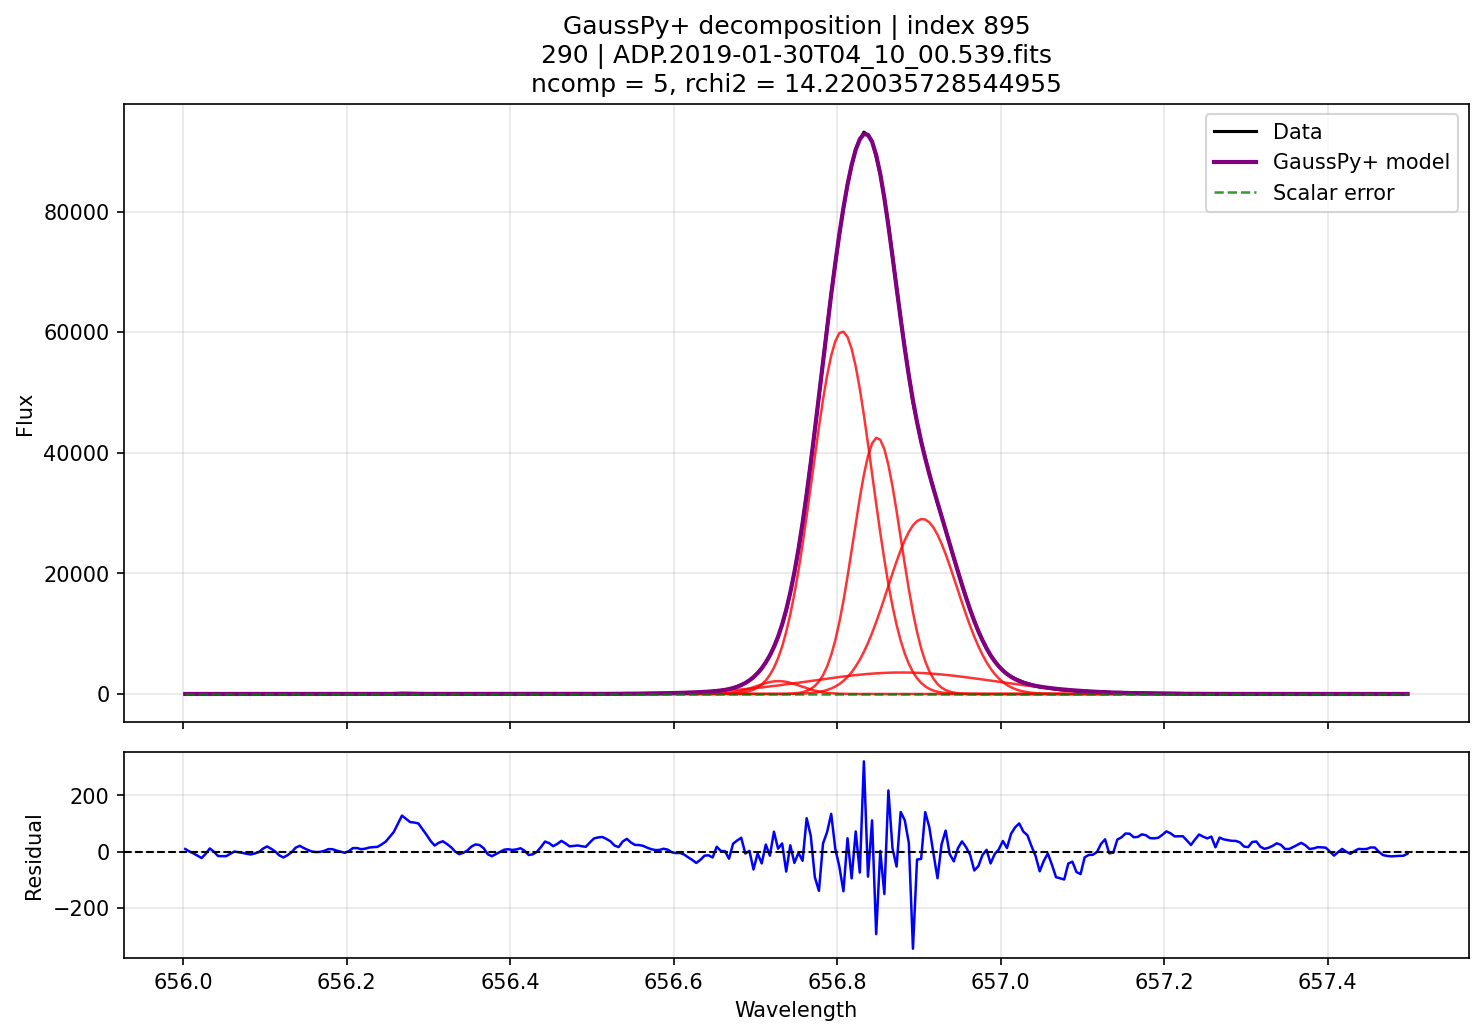 GaussPy+ decomposition | index 895
290 | ADP.2019-01-30T04_10_00.539.fits
ncomp = 5, rchi2 = 14.220035728544955
Data
GaussPy+ model
Scalar error
Flux
80000
60000
40000
20000
0
Residual
200
0
−200
656.0
656.2
656.4
656.6
656.8
657.0
657.2
657.4
Wavelength